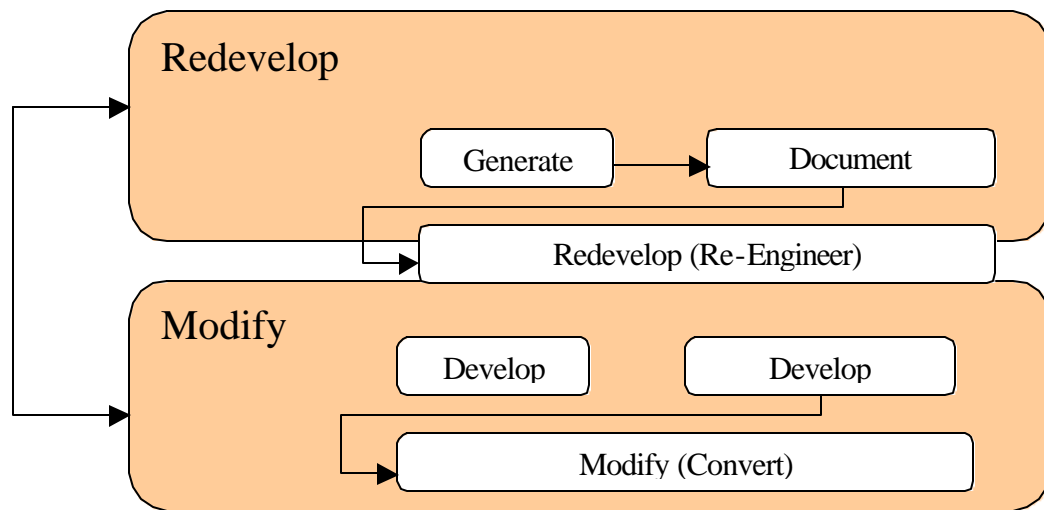 Redevelop
Generate
Document
Redevelop (Re-Engineer)
Modify
Develop
Develop
Modify (Convert)